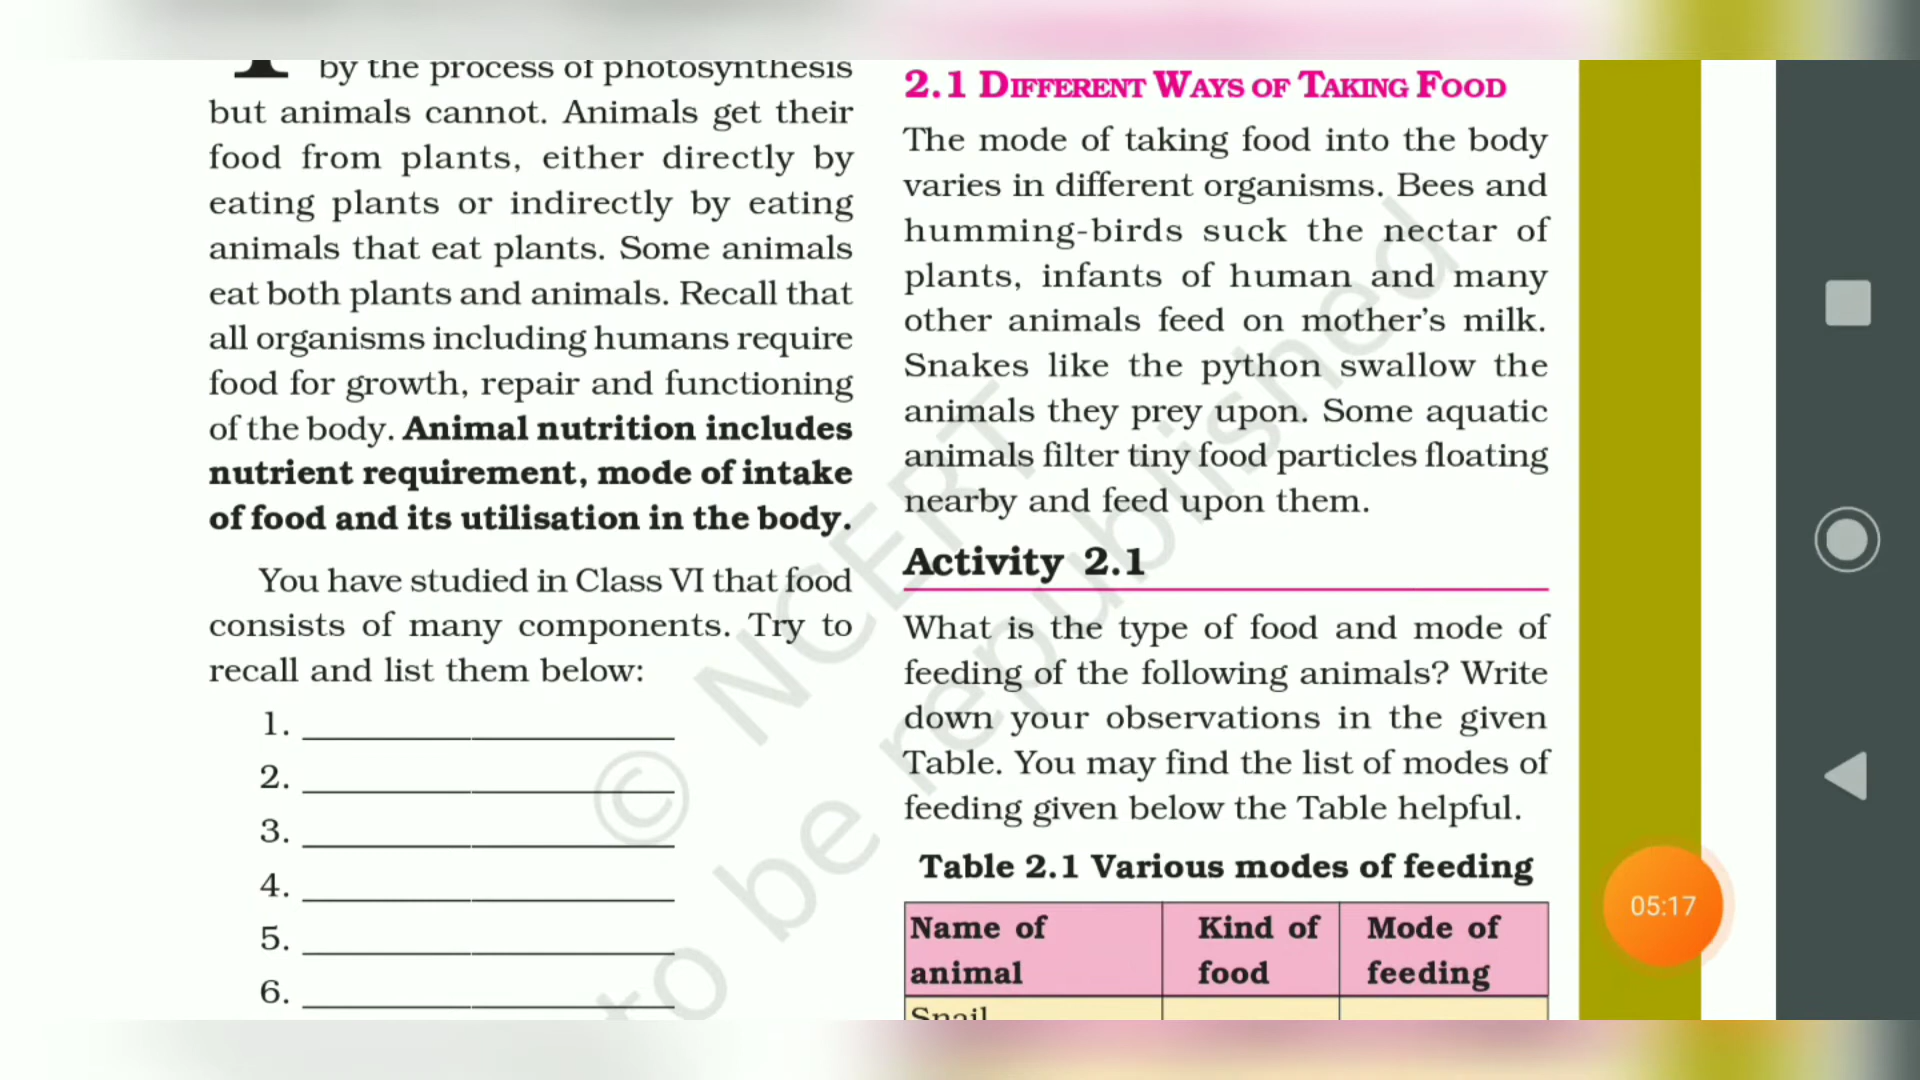 by the process of photosynthesis
but animals cannot. Animals get their
food from plants, either directly by
eating plants or indirectly by eating
animals that eat plants. Some animals
eat both plants and animals. Recall that
all organisms including humans require
food for growth, repair and functioning
of the body. Animal nutrition includes
nutrient requirement, mode of intake
of food and its utilisation in the body.
You have studied in Class VI that food
consists of many components. Try to
recall and list them below:
1.
2.
3.
4.
5.
6.
2.1 DIFFERENT WAYS OF TAKING FOOD
The mode of taking food into the body
varies in different organisms. Bees and
humming-birds suck the nectar of
plants, infants of human and many
other animals feed on mother's milk.
Snakes like the python swallow the
animals they prey upon. Some aquatic
animals filter tiny food particles floating
nearby and feed upon them.
Activity 2.1
What is the type of food and mode of
feeding of the following animals? Write
down your observations in the given
Table. You may find the list of modes of
feeding given below the Table helpful.
Table 2.1 Various modes of feeding
Name of animal
Kind of food
Mode of feeding
Snail
© NCERT
to be republished
05:17